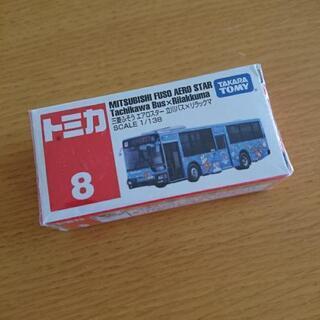 トミカ
8
MITSUBISHI FUSO AERO STAR
Tachikawa Bus×Rilakkuma
三菱ふそう エアロスター 立川バス×リラックマ
SCALE 1/138
TAKARA
TOMY